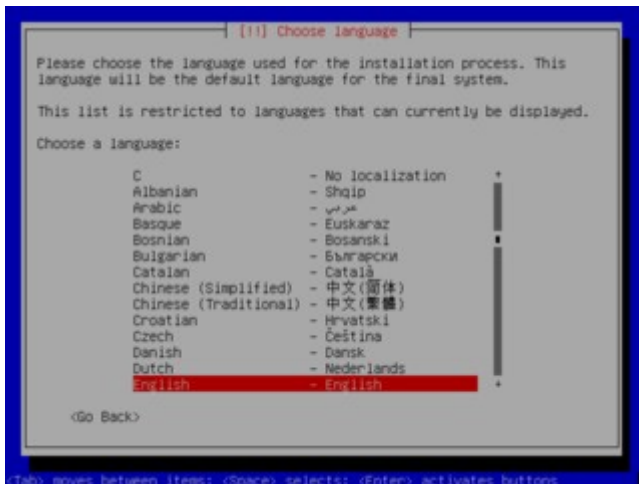 [!!] Choose language
Please choose the language used for the installation process. This
language will be the default language for the final system.
This list is restricted to languages that can currently be displayed.
Choose a language:
C - No localization
Albanian - Shqip
Arabic - عربي
Basque - Euskaraz
Bosnian - Bosanski
Bulgarian - Български
Catalan - Català
Chinese (Simplified) - 中文(简体)
Chinese (Traditional) - 中文(繁體)
Croatian - Hrvatski
Czech - Čeština
Danish - Dansk
Dutch - Nederlands
English - English
<Go Back>
<Tab> moves between items; <Space> selects; <Enter> activates buttons